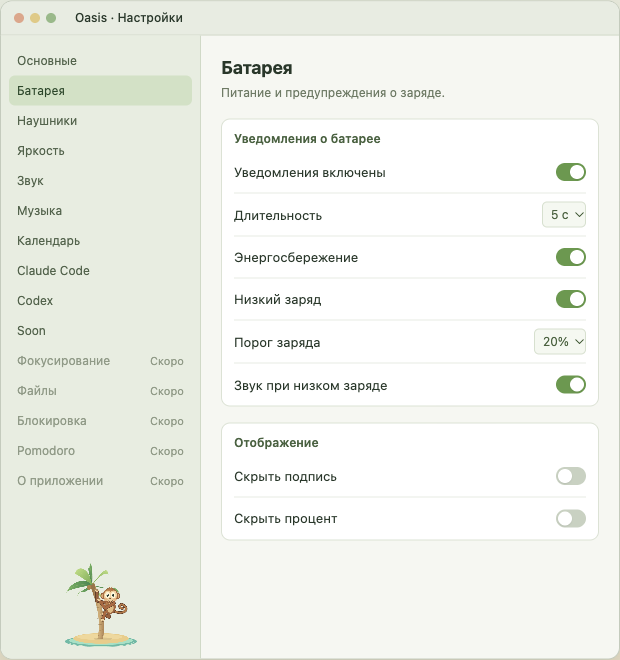 Oasis · Настройки
Основные
Батарея
Наушники
Яркость
Звук
Музыка
Календарь
Claude Code
Codex
Soon
Фокусирование Скоро
Файлы Скоро
Блокировка Скоро
Pomodoro Скоро
О приложении Скоро
Батарея
Питание и предупреждения о заряде.
Уведомления о батарее
Уведомления включены
Длительность 5 с
Энергосбережение
Низкий заряд
Порог заряда 20%
Звук при низком заряде
Отображение
Скрыть подпись
Скрыть процент